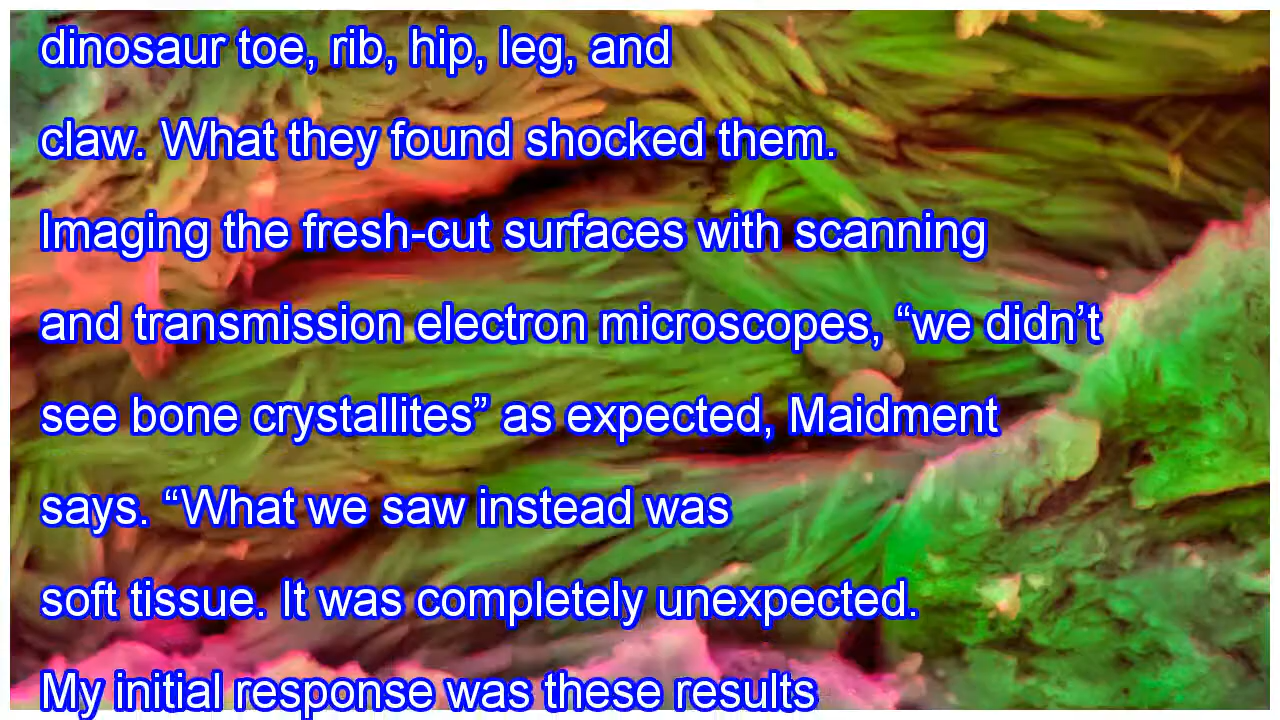 dinosaur toe, rib, hip, leg, and
claw. What they found shocked them.
Imaging the fresh-cut surfaces with scanning
and transmission electron microscopes, “we didn’t
see bone crystallites” as expected, Maidment
says. “What we saw instead was
soft tissue. It was completely unexpected.
My initial response was these results